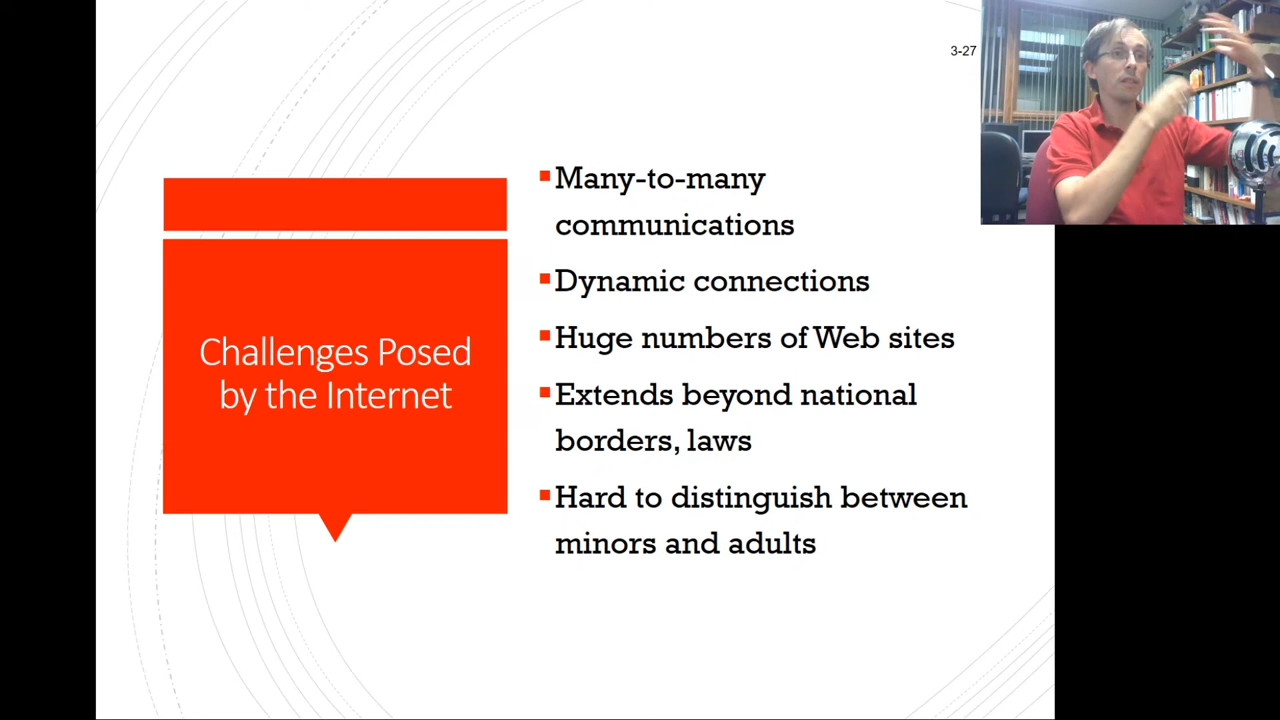 3-27
Challenges Posed
by the Internet
Many-to-many
communications
Dynamic connections
Huge numbers of Web sites
Extends beyond national
borders, laws
Hard to distinguish between
minors and adults